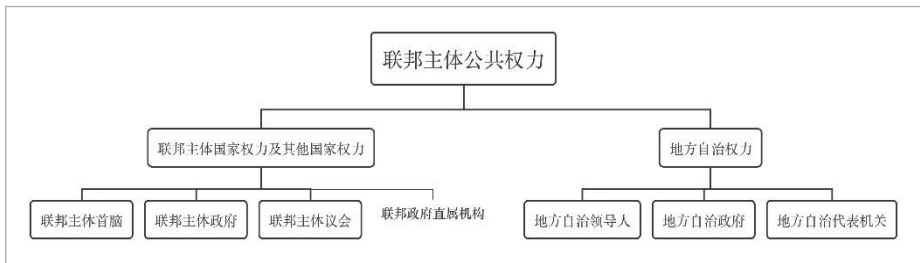 联邦主体公共权力
联邦主体国家权力及其他国家权力
地方自治权力
联邦主体首脑
联邦主体政府
联邦主体议会
联邦政府直属机构
地方自治领导人
地方自治政府
地方自治代表机关